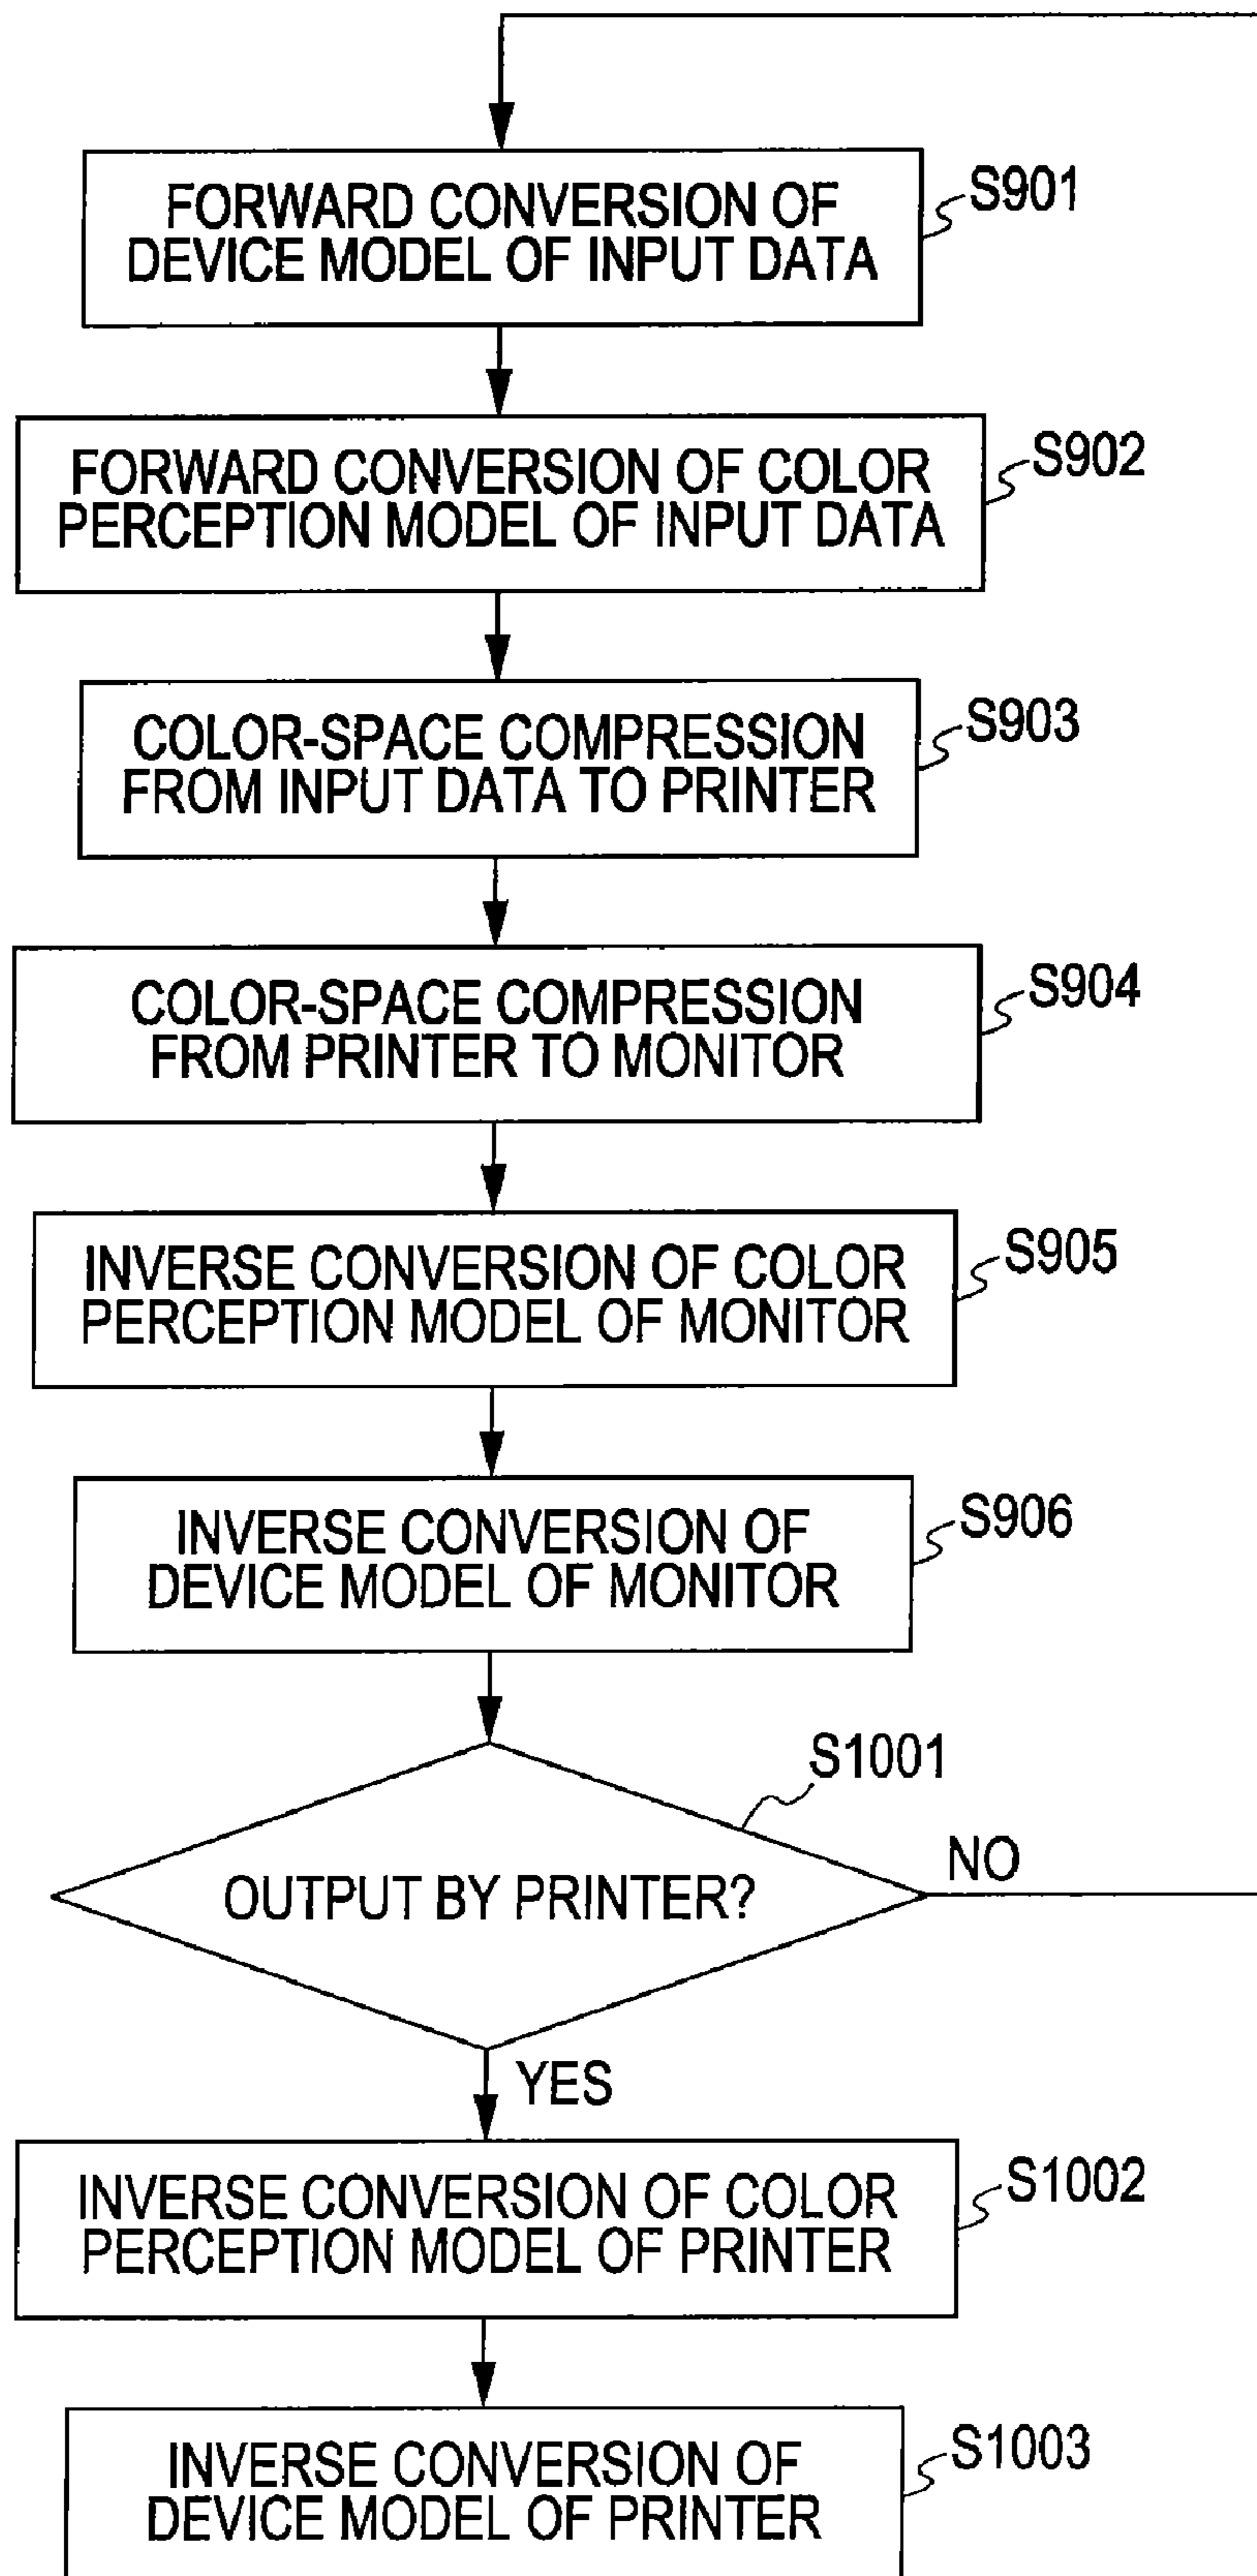 FORWARD CONVERSION OF
DEVICE MODEL OF INPUT DATA
S901
FORWARD CONVERSION OF COLOR
PERCEPTION MODEL OF INPUT DATA
S902
COLOR-SPACE COMPRESSION
FROM INPUT DATA TO PRINTER
S903
COLOR-SPACE COMPRESSION
FROM PRINTER TO MONITOR
S904
INVERSE CONVERSION OF COLOR
PERCEPTION MODEL OF MONITOR
S905
INVERSE CONVERSION OF
DEVICE MODEL OF MONITOR
S906
S1001
OUTPUT BY PRINTER?
NO
YES
INVERSE CONVERSION OF COLOR
PERCEPTION MODEL OF PRINTER
S1002
INVERSE CONVERSION OF
DEVICE MODEL OF PRINTER
S1003